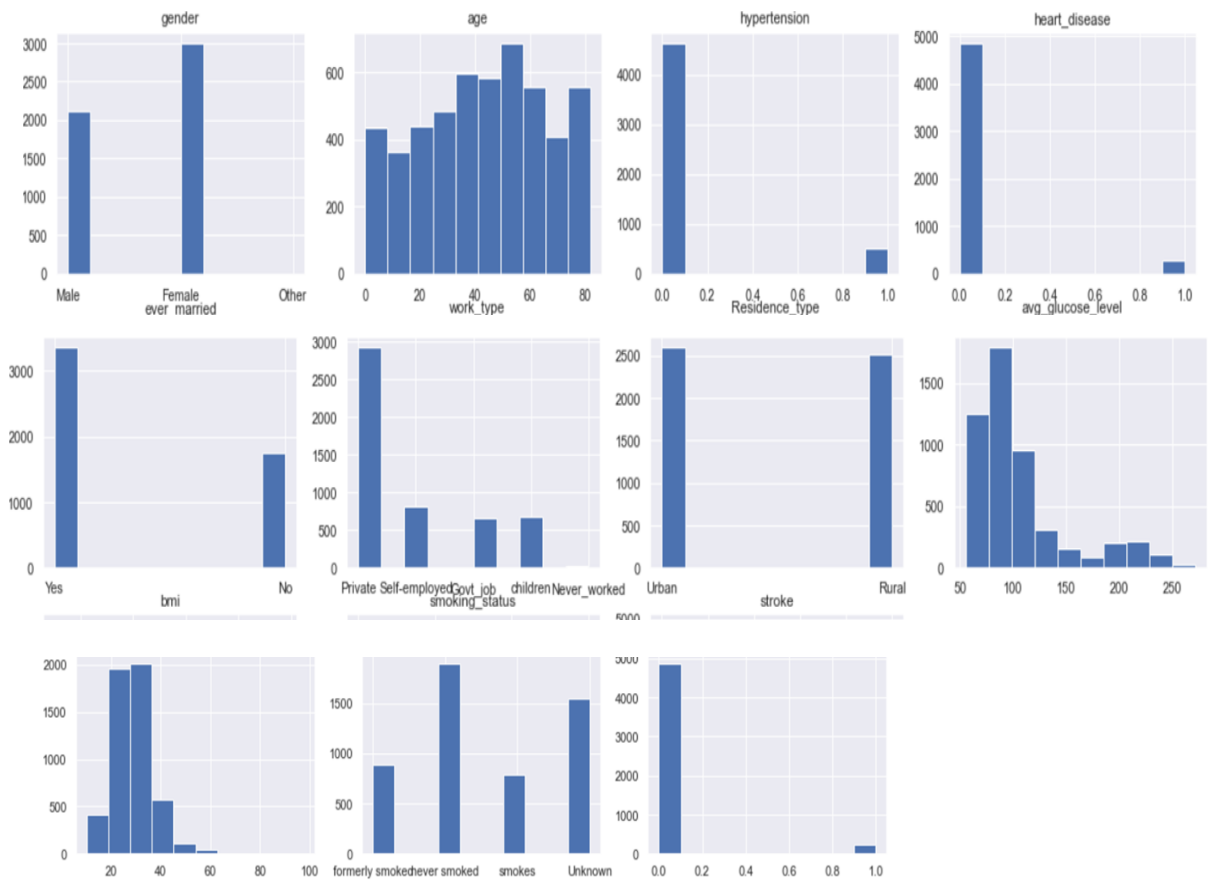 gender
3000
2500
2000
1500
1000
500
0
Male Female Other
age
600
400
200
0
0 20 40 60 80
hypertension
4000
3000
2000
1000
0
0.0 0.2 0.4 0.6 0.8 1.0
heart_disease
5000
4000
3000
2000
1000
0
0.0 0.2 0.4 0.6 0.8 1.0
ever_married
3000
2000
1000
0
Yes No
work_type
3000
2500
2000
1500
1000
500
0
Private Self-employed Govt_job children Never_worked
Residence_type
2500
2000
1500
1000
500
0
Urban Rural
avg_glucose_level
1500
1000
500
0
50 100 150 200 250
bmi
2000
1500
1000
500
0
20 40 60 80 100
smoking_status
1500
1000
500
0
formerly smoked never smoked smokes Unknown
stroke
5000
5000
4000
3000
2000
1000
0
0.0 0.2 0.4 0.6 0.8 1.0